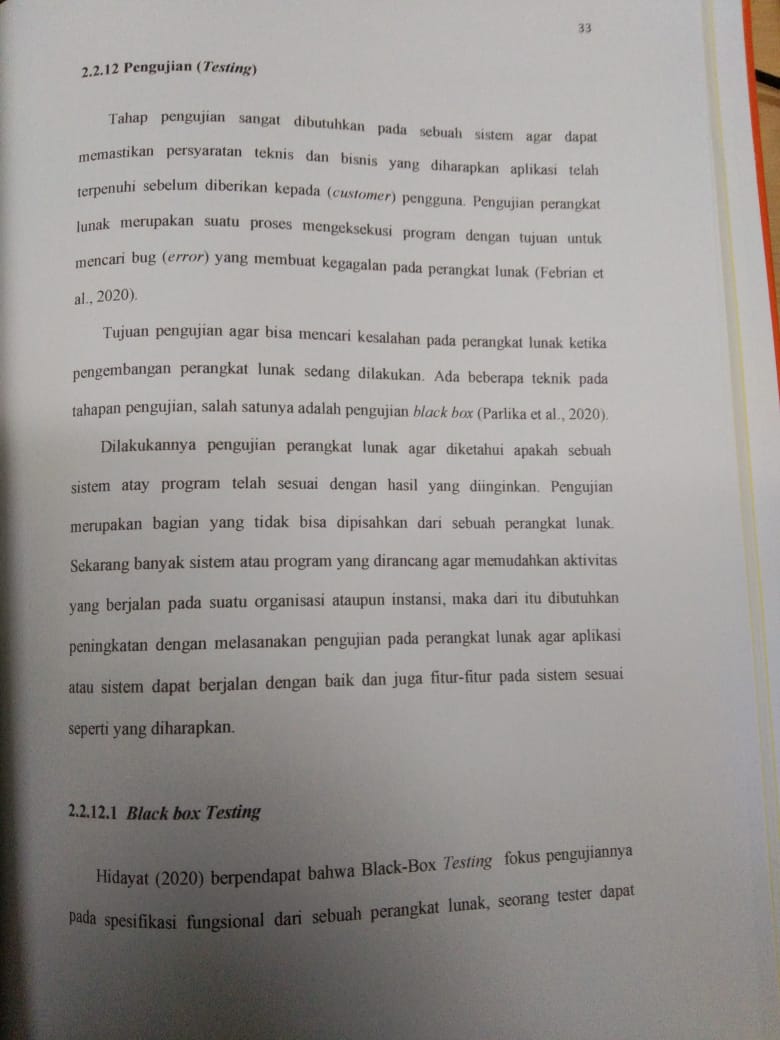 33
2.2.12 Pengujian (Testing)
Tahap pengujian sangat dibutuhkan pada sebuah sistem agar dapat
memastikan persyaratan teknis dan bisnis yang diharapkan aplikasi telah
terpenuhi sebelum diberikan kepada (customer) pengguna. Pengujian perangkat
lunak merupakan suatu proses mengeksekusi program dengan tujuan untuk
mencari bug (error) yang membuat kegagalan pada perangkat lunak (Febrian et
al., 2020).
Tujuan pengujian agar bisa mencari kesalahan pada perangkat lunak ketika
pengembangan perangkat lunak sedang dilakukan. Ada beberapa teknik pada
tahapan pengujian, salah satunya adalah pengujian black box (Parlika et al., 2020).
Dilakukannya pengujian perangkat lunak agar diketahui apakah sebuah
sistem atay program telah sesuai dengan hasil yang diinginkan. Pengujian
merupakan bagian yang tidak bisa dipisahkan dari sebuah perangkat lunak.
Sekarang banyak sistem atau program yang dirancang agar memudahkan aktivitas
yang berjalan pada suatu organisasi ataupun instansi, maka dari itu dibutuhkan
peningkatan dengan melasanakan pengujian pada perangkat lunak agar aplikasi
atau sistem dapat berjalan dengan baik dan juga fitur-fitur pada sistem sesuai
seperti yang diharapkan.
2.2.12.1 Black box Testing
Hidayat (2020) berpendapat bahwa Black-Box Testing fokus pengujiannya
pada spesifikasi fungsional dari sebuah perangkat lunak, seorang tester dapat